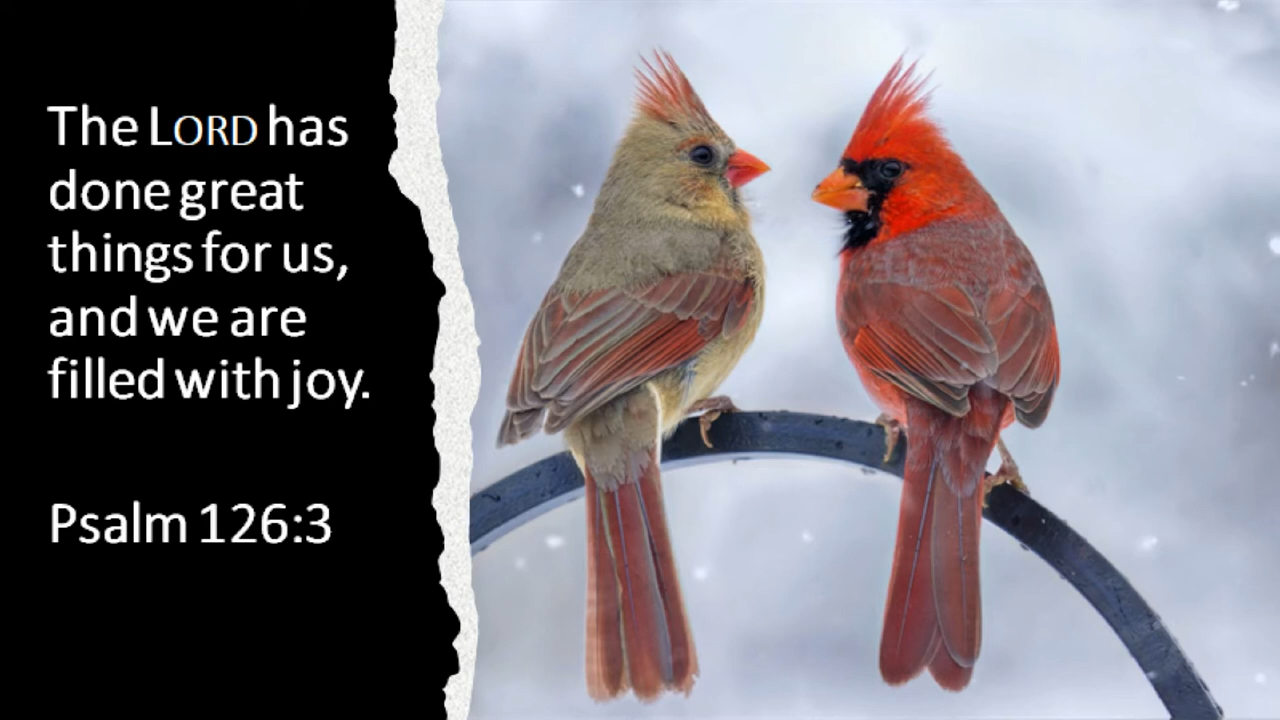 The LORD has
done great
things for us,
and we are
filled with joy.
Psalm 126:3